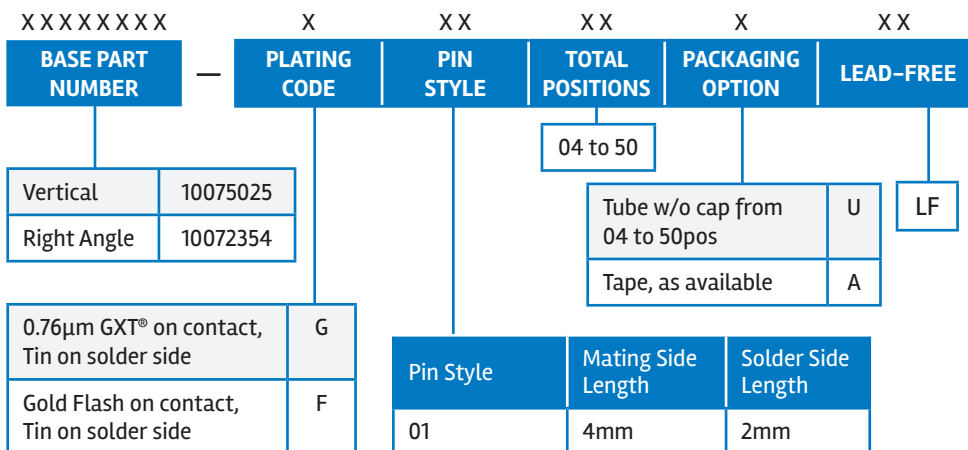 XXXXXXXX X XX XX X XX
BASE PART NUMBER — PLATING CODE PIN STYLE TOTAL POSITIONS PACKAGING OPTION LEAD-FREE
04 to 50
Vertical 10075025
Right Angle 10072354
Tube w/o cap from 04 to 50pos U
Tape, as available A
LF
0.76µm GXT® on contact, Tin on solder side G
Gold Flash on contact, Tin on solder side F
Pin Style Mating Side Length Solder Side Length
01 4mm 2mm